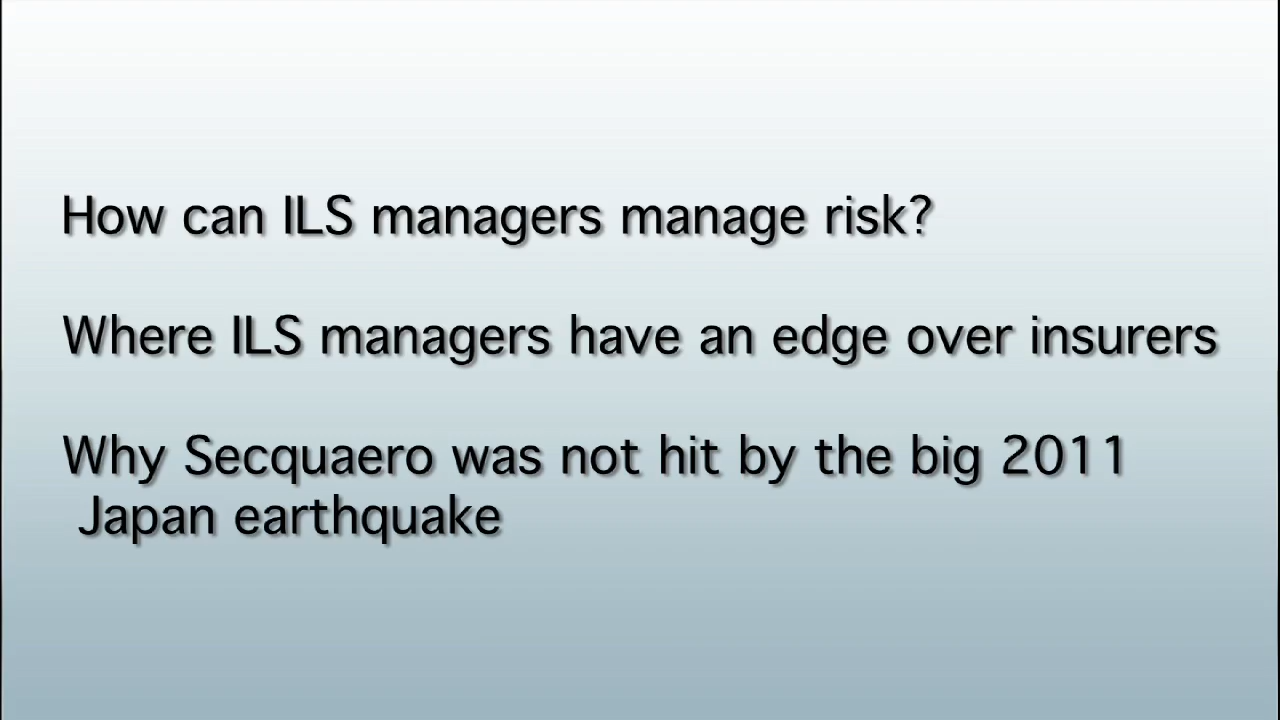 How can ILS managers manage risk?
Where ILS managers have an edge over insurers
Why Secquaero was not hit by the big 2011
Japan earthquake